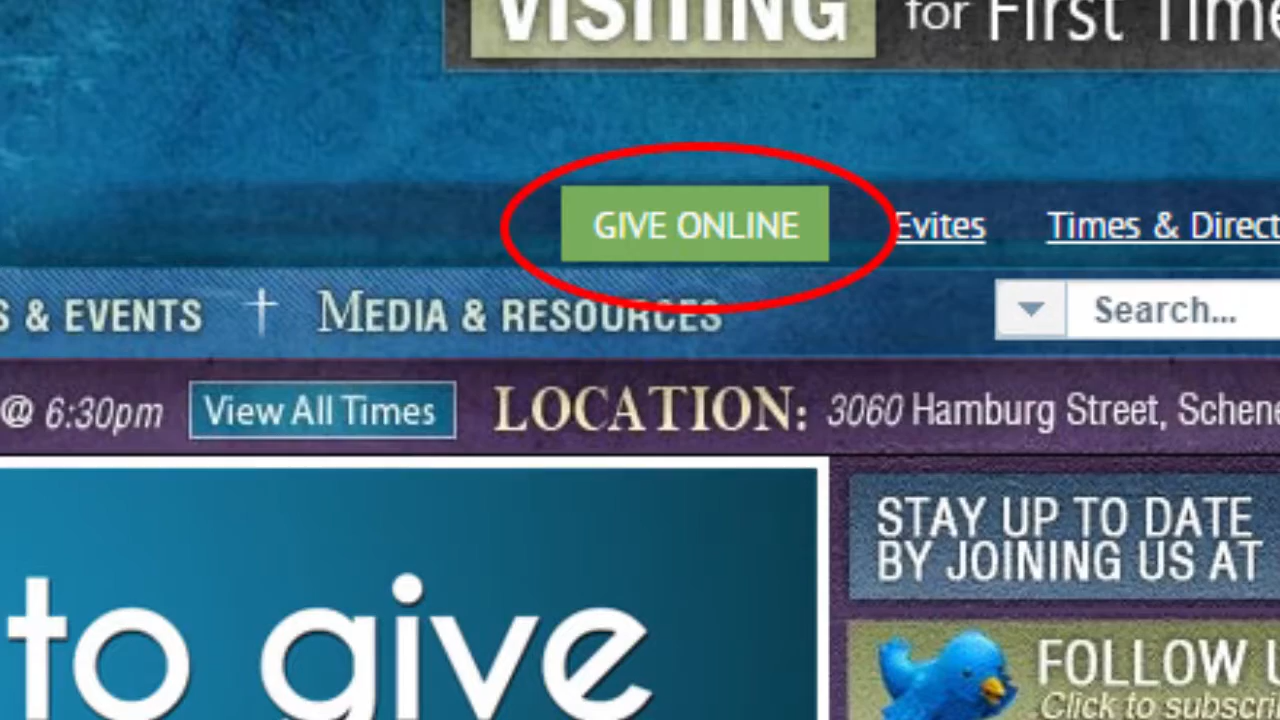 VISITING for First Time
GIVE ONLINE Evites Times & Direct
S & EVENTS MEDIA & RESOURCES Search...
@ 6:30pm View All Times LOCATION: 3060 Hamburg Street, Schene
STAY UP TO DATE
BY JOINING US AT
to give
FOLLOW U
Click to subscri